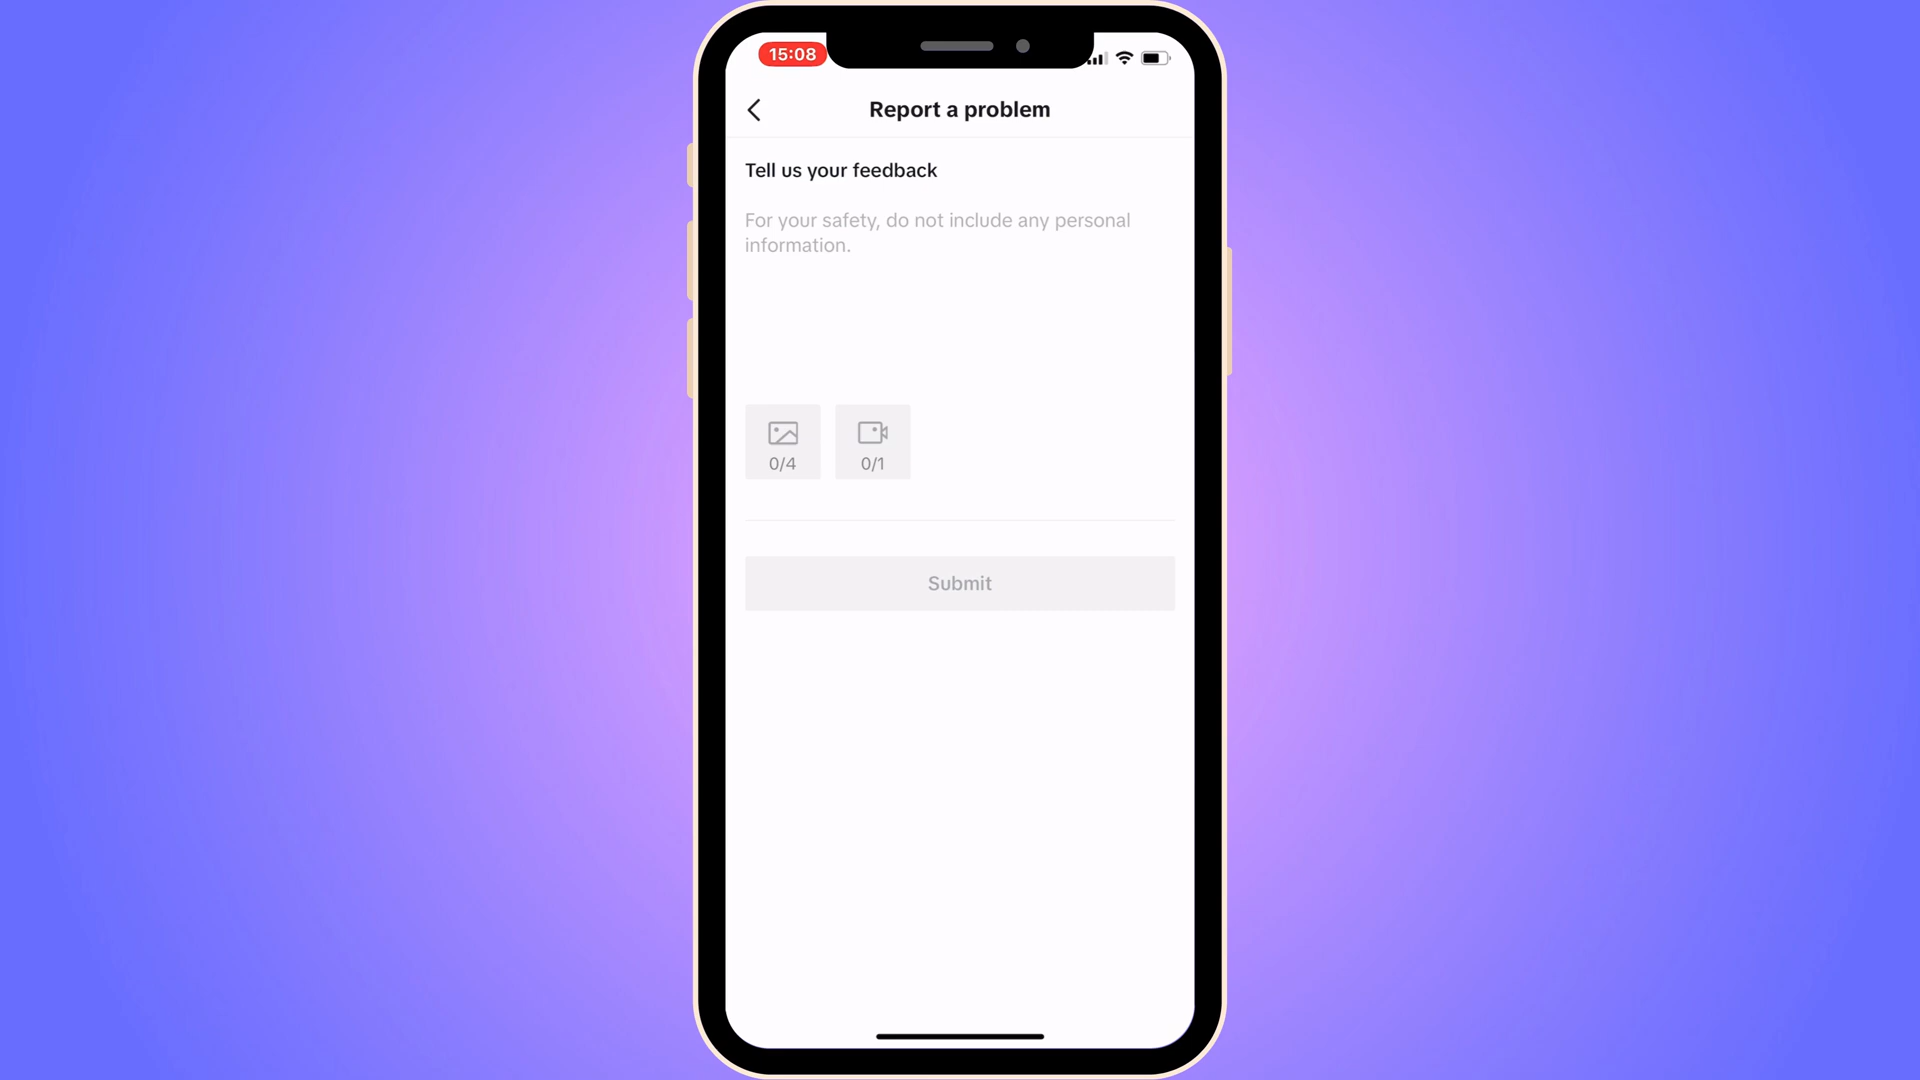 15:08
Report a problem
Tell us your feedback
For your safety, do not include any personal
information.
0/4 0/1
Submit